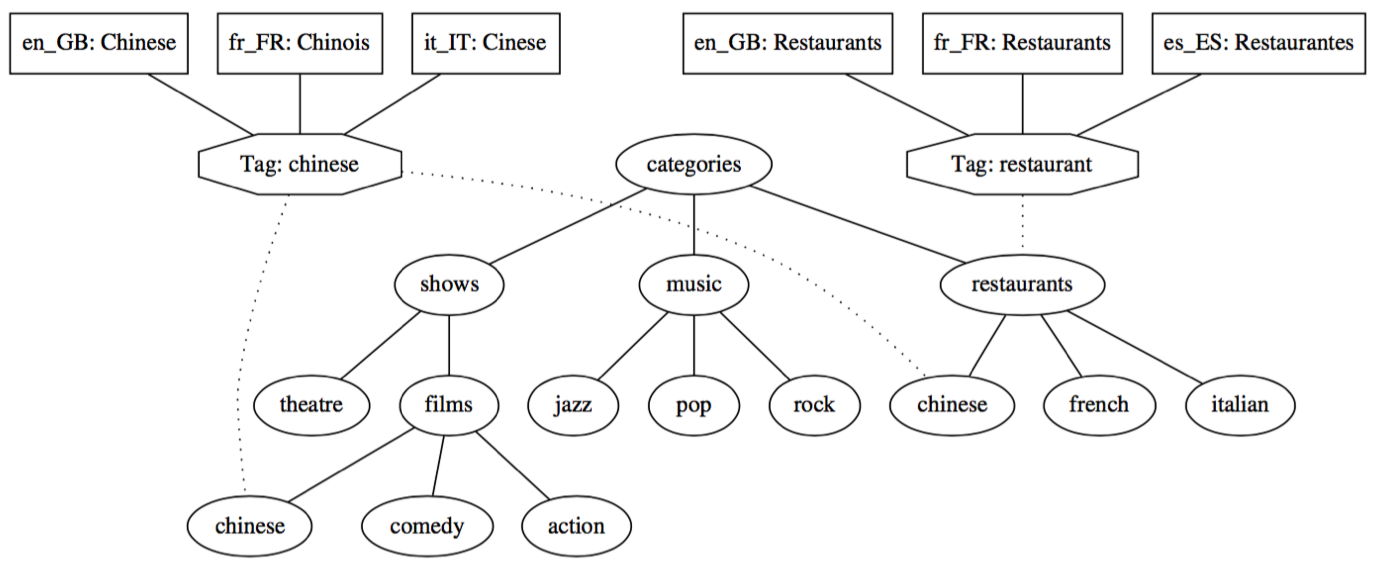 en_GB: Chinese
fr_FR: Chinois
it_IT: Cinese
en_GB: Restaurants
fr_FR: Restaurants
es_ES: Restaurantes
Tag: chinese
categories
Tag: restaurant
shows
music
restaurants
theatre
films
jazz
pop
rock
chinese
french
italian
chinese
comedy
action